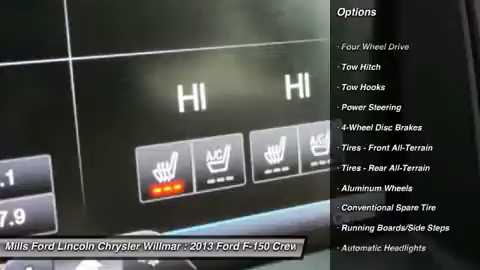 Options
· Four Wheel Drive
· Tow Hitch
· Tow Hooks
· Power Steering
· 4-Wheel Disc Brakes
· Tires - Front All-Terrain
· Tires - Rear All-Terrain
· Aluminum Wheels
· Conventional Spare Tire
· Running Boards/Side Steps
· Automatic Headlights
HI HI
A/C A/C
.1
7.9
Mills Ford Lincoln Chrysler Willmar : 2013 Ford F-150 Crew